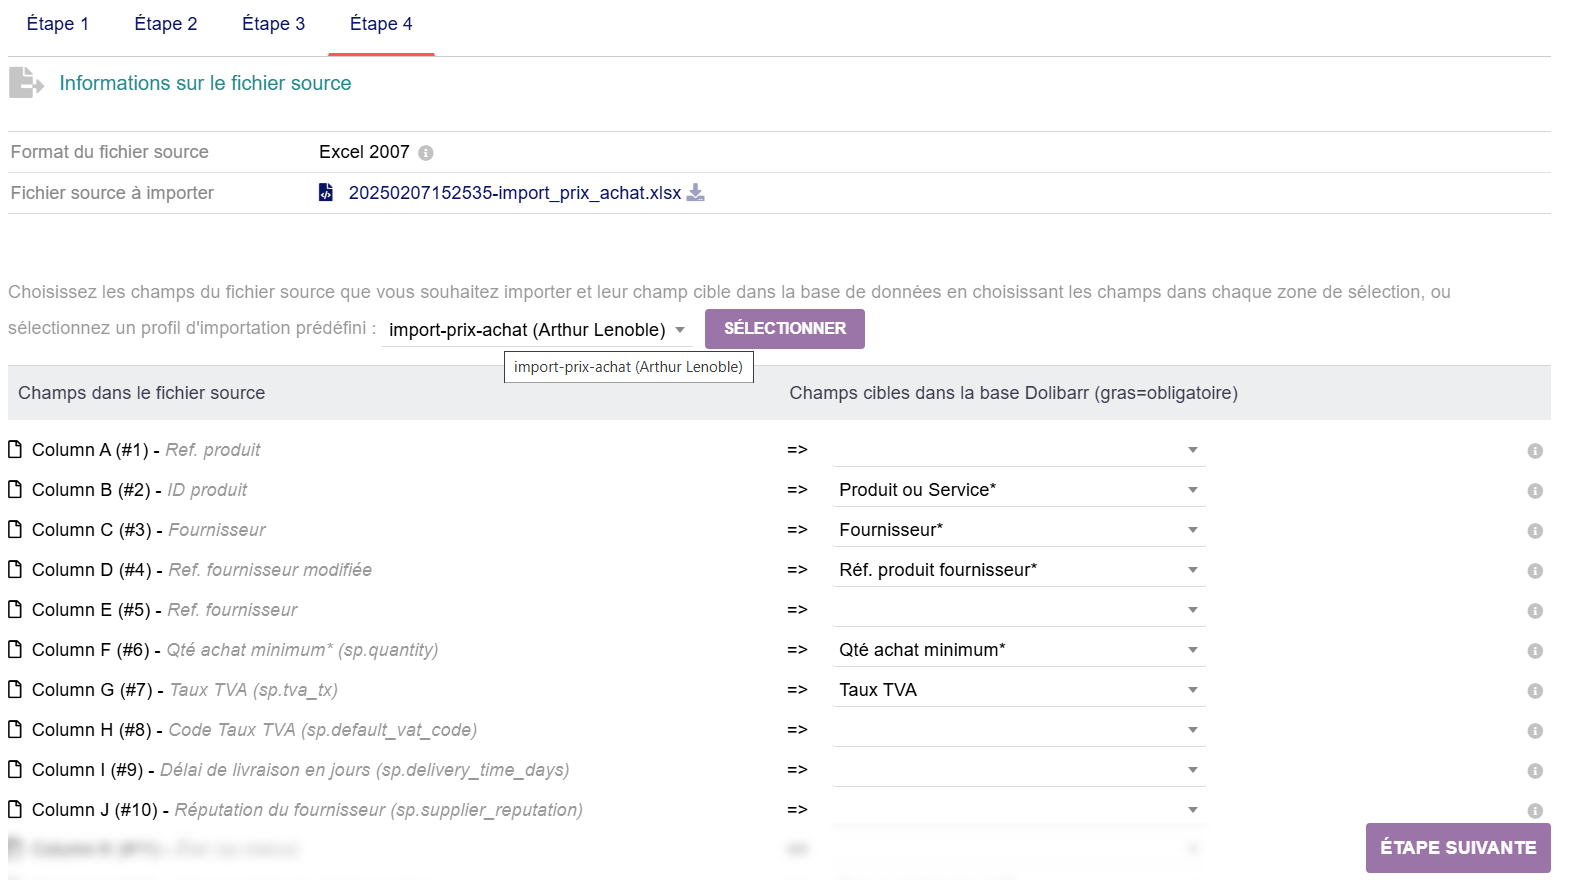 Étape 1 Étape 2 Étape 3 Étape 4
Informations sur le fichier source
Format du fichier source Excel 2007
Fichier source à importer 20250207152535-import_prix_achat.xlsx
Choisissez les champs du fichier source que vous souhaitez importer et leur champ cible dans la base de données en choisissant les champs dans chaque zone de sélection, ou
sélectionnez un profil d'importation prédéfini : import-prix-achat (Arthur Lenoble) SÉLECTIONNER
import-prix-achat (Arthur Lenoble)
Champs dans le fichier source Champs cibles dans la base Dolibarr (gras=obligatoire)
Column A (#1) - Ref. produit =>
Column B (#2) - ID produit => Produit ou Service*
Column C (#3) - Fournisseur => Fournisseur*
Column D (#4) - Ref. fournisseur modifiée => Réf. produit fournisseur*
Column E (#5) - Ref. fournisseur =>
Column F (#6) - Qté achat minimum* (sp.quantity) => Qté achat minimum*
Column G (#7) - Taux TVA (sp.tva_tx) => Taux TVA
Column H (#8) - Code Taux TVA (sp.default_vat_code) =>
Column I (#9) - Délai de livraison en jours (sp.delivery_time_days) =>
Column J (#10) - Réputation du fournisseur (sp.supplier_reputation) =>
ÉTAPE SUIVANTE